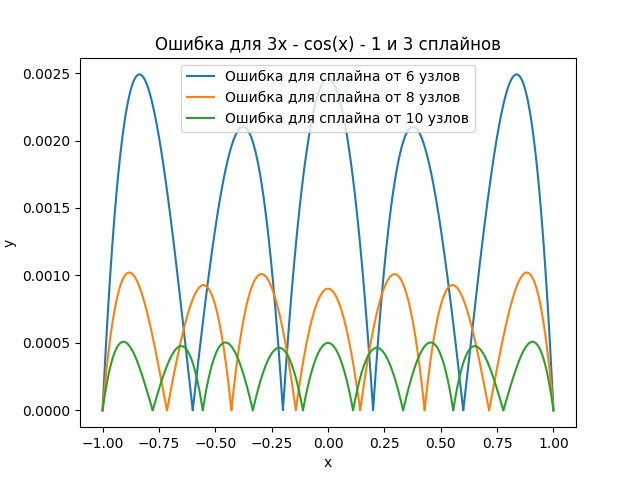 Ошибка для 3x - cos(x) - 1 и 3 сплайнов
Ошибка для сплайна от 6 узлов
Ошибка для сплайна от 8 узлов
Ошибка для сплайна от 10 узлов
y
0.0025
0.0020
0.0015
0.0010
0.0005
0.0000
−1.00 −0.75 −0.50 −0.25 0.00 0.25 0.50 0.75 1.00
x